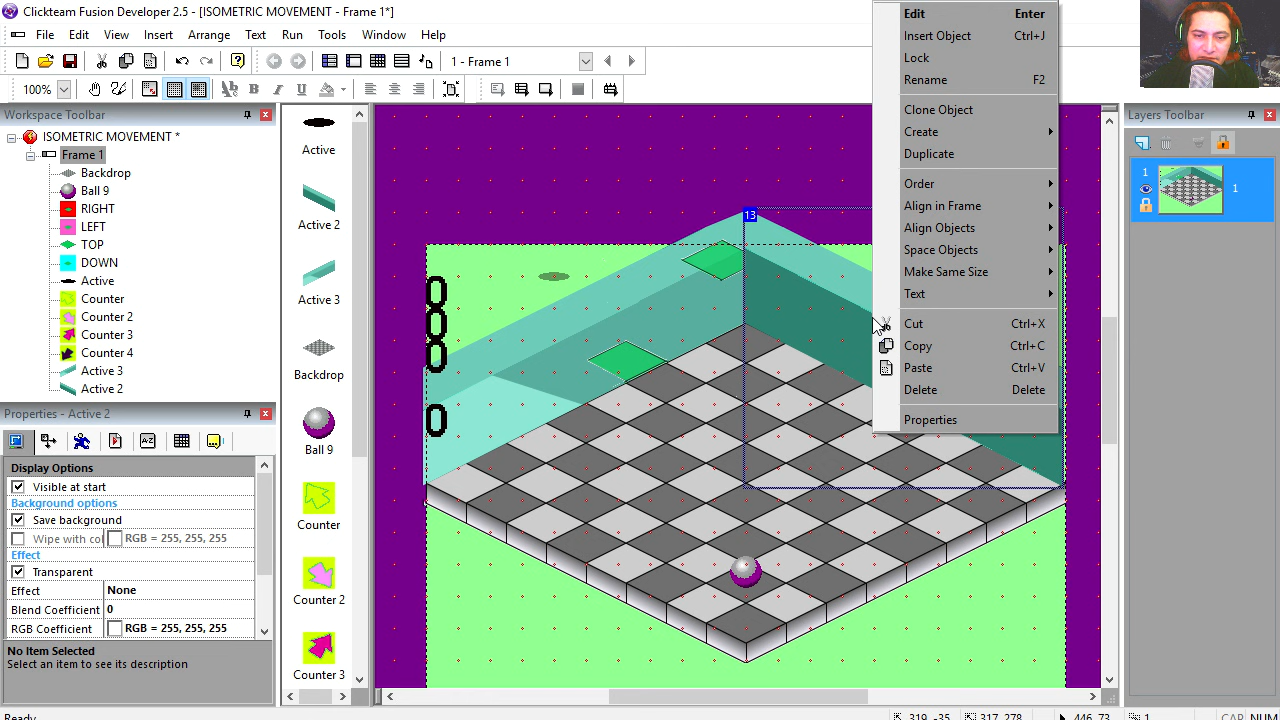 Clickteam Fusion Developer 2.5 - [ISOMETRIC MOVEMENT - Frame 1*]
File Edit View Insert Arrange Text Run Tools Window Help
1 - Frame 1
100%
Workspace Toolbar
ISOMETRIC MOVEMENT *
Frame 1
Backdrop
Ball 9
RIGHT
LEFT
TOP
DOWN
Active
Counter
Counter 2
Counter 3
Counter 4
Active 3
Active 2
Properties - Active 2
Display Options
Visible at start
Background options
Save background
Wipe with col RGB = 255, 255, 255
Effect
Transparent
Effect None
Blend Coefficient 0
RGB Coefficient RGB = 255, 255, 255
No Item Selected
Select an item to see its description
Ready
Active
Active 2
Active 3
Backdrop
Ball 9
Counter
Counter 2
Counter 3
0
0
0
0
13
Edit Enter
Insert Object Ctrl+J
Lock
Rename F2
Clone Object
Create
Duplicate
Order
Align in Frame
Align Objects
Space Objects
Make Same Size
Text
Cut Ctrl+X
Copy Ctrl+C
Paste Ctrl+V
Delete Delete
Properties
Layers Toolbar
1
1
319, -35 317, 278 446, 73 1 CAP NUM